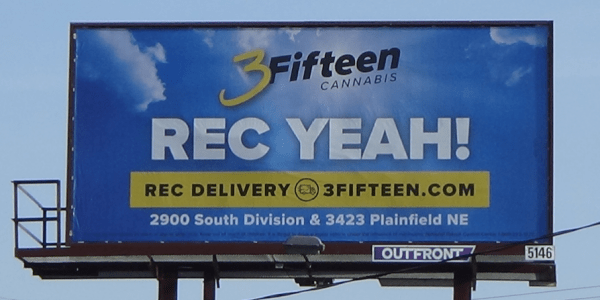 3Fifteen
CANNABIS
REC YEAH!
REC DELIVERY 3FIFTEEN.COM
2900 South Division & 3423 Plainfield NE
OUTFRONT
5146